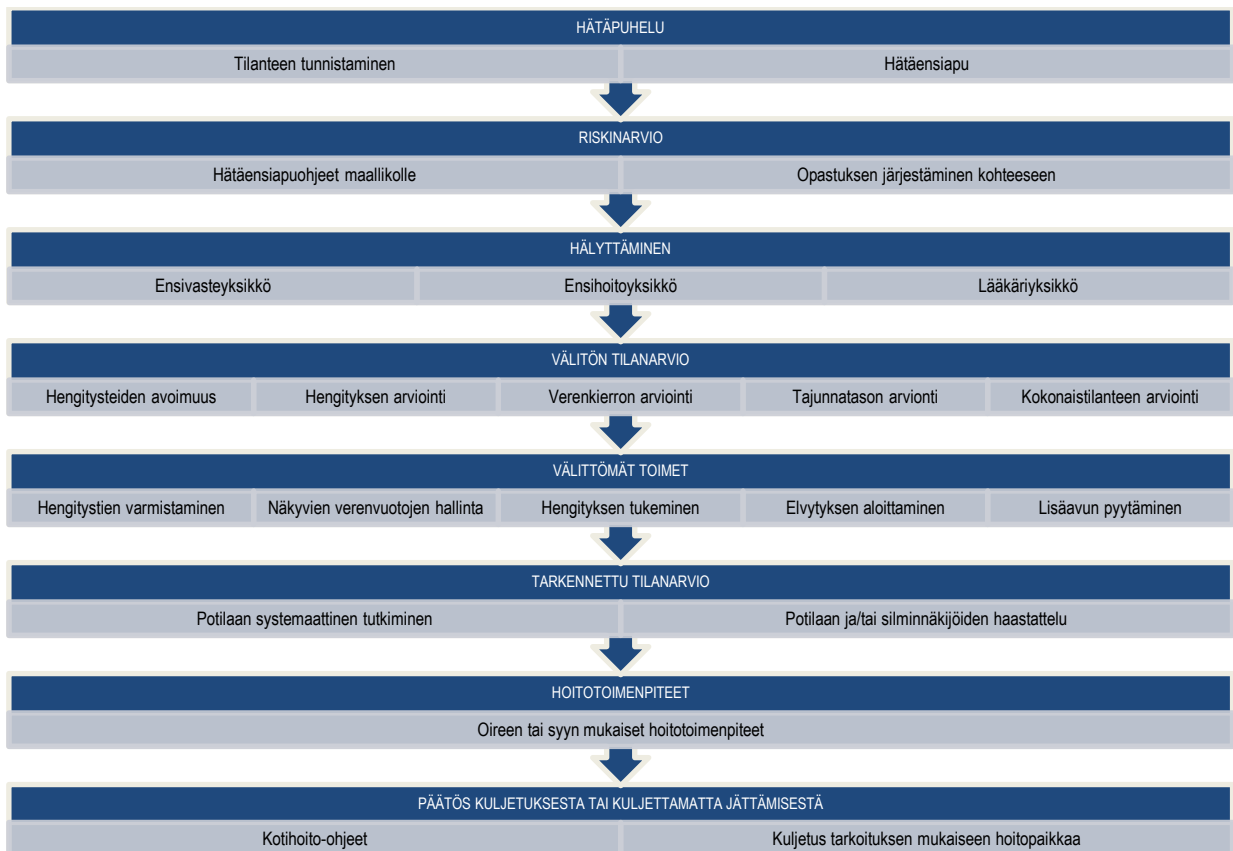 HÄTÄPUHELU
Tilanteen tunnistaminen
Hätäensiapu
RISKINARVIO
Hätäensiapuohjeet maallikolle
Opastuksen järjestäminen kohteeseen
HÄLYTTÄMINEN
Ensivasteyksikkö
Ensihoitoyksikkö
Lääkäriyksikkö
VÄLITÖN TILANARVIO
Hengitysteiden avoimuus
Hengityksen arviointi
Verenkierron arviointi
Tajunnatason arvionti
Kokonaistilanteen arviointi
VÄLITTÖMÄT TOIMET
Hengitystien varmistaminen
Näkyvien verenvuotojen hallinta
Hengityksen tukeminen
Elvytyksen aloittaminen
Lisäavun pyytäminen
TARKENNETTU TILANARVIO
Potilaan systemaattinen tutkiminen
Potilaan ja/tai silminnäkijöiden haastattelu
HOITOTOIMENPITEET
Oireen tai syyn mukaiset hoitotoimenpiteet
PÄÄTÖS KULJETUKSESTA TAI KULJETTAMATTA JÄTTÄMISESTÄ
Kotihoito-ohjeet
Kuljetus tarkoituksen mukaiseen hoitopaikkaa